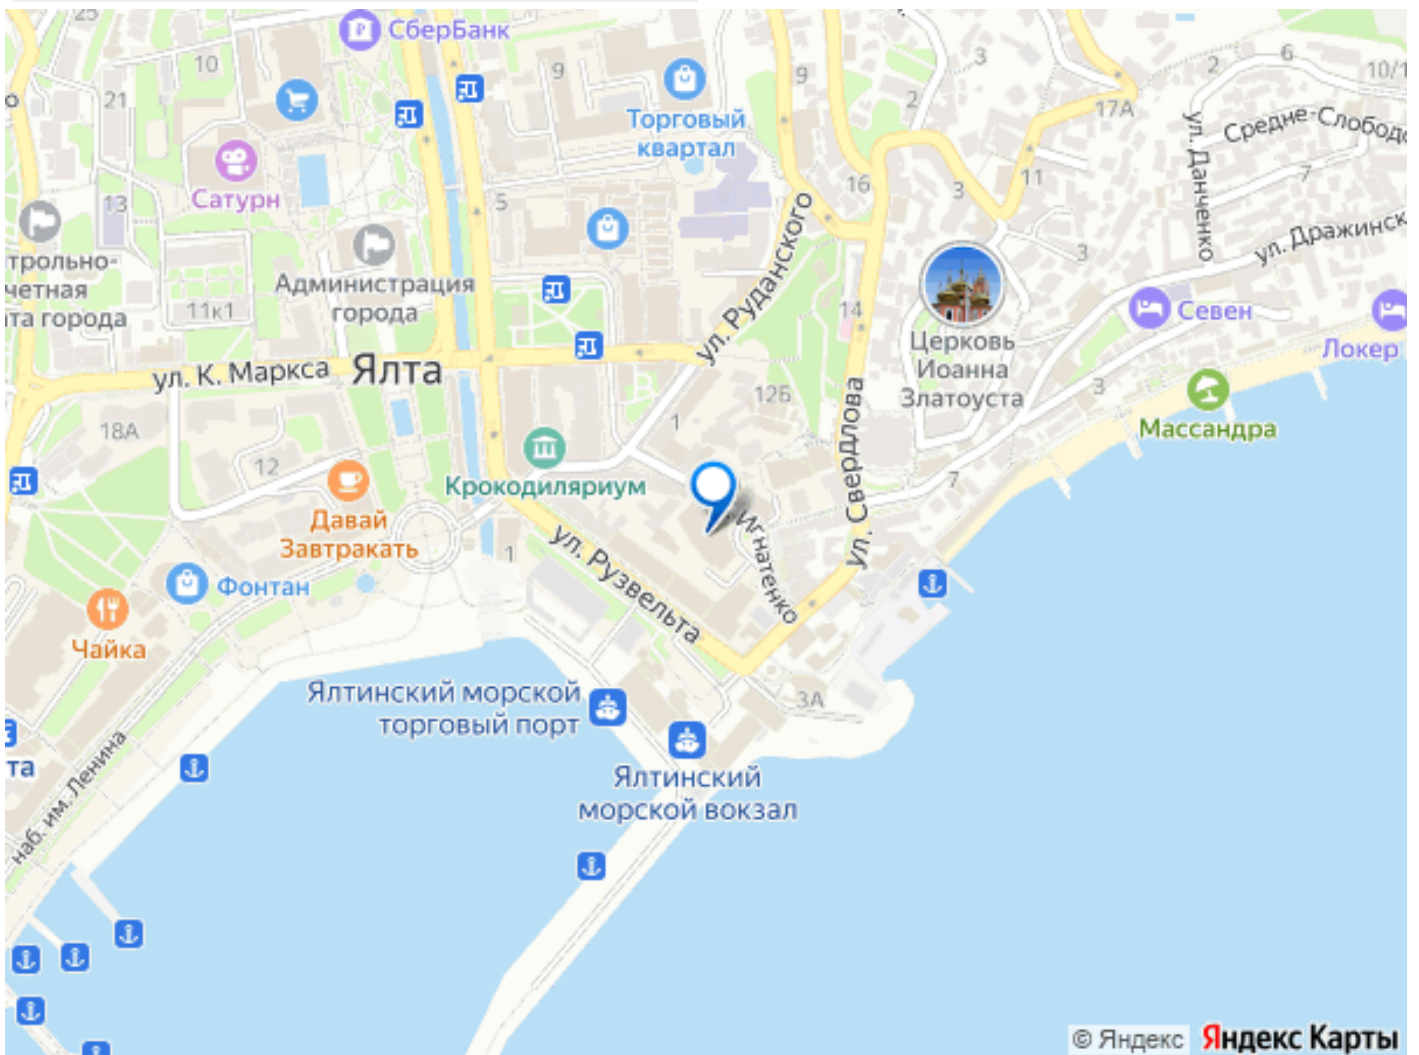 25
СберБанк
10
9
9
3
2
6
10/1
21
2
17А
Торговый
квартал
ул. Данченко
Средне-Слободс
Сатурн
13
5
16
3
11
7
ул. Руданского
3
ул. Дражинск
трольно-
четная
та города
Администрация
города
11к1
14
Севен
Локер
Церковь
Иоанна
Златоуста
ул. К. Маркса
Ялта
12Б
3
Массандра
18А
1
12
Крокодиляриум
ул. Свердлова
7
Давай
Завтракать
1
ул. Рузвельта
Игнатенко
Фонтан
Чайка
Ялтинский морской
торговый порт
3А
та
наб. им. Ленина
Ялтинский
морской вокзал
© Яндекс
Яндекс Карты